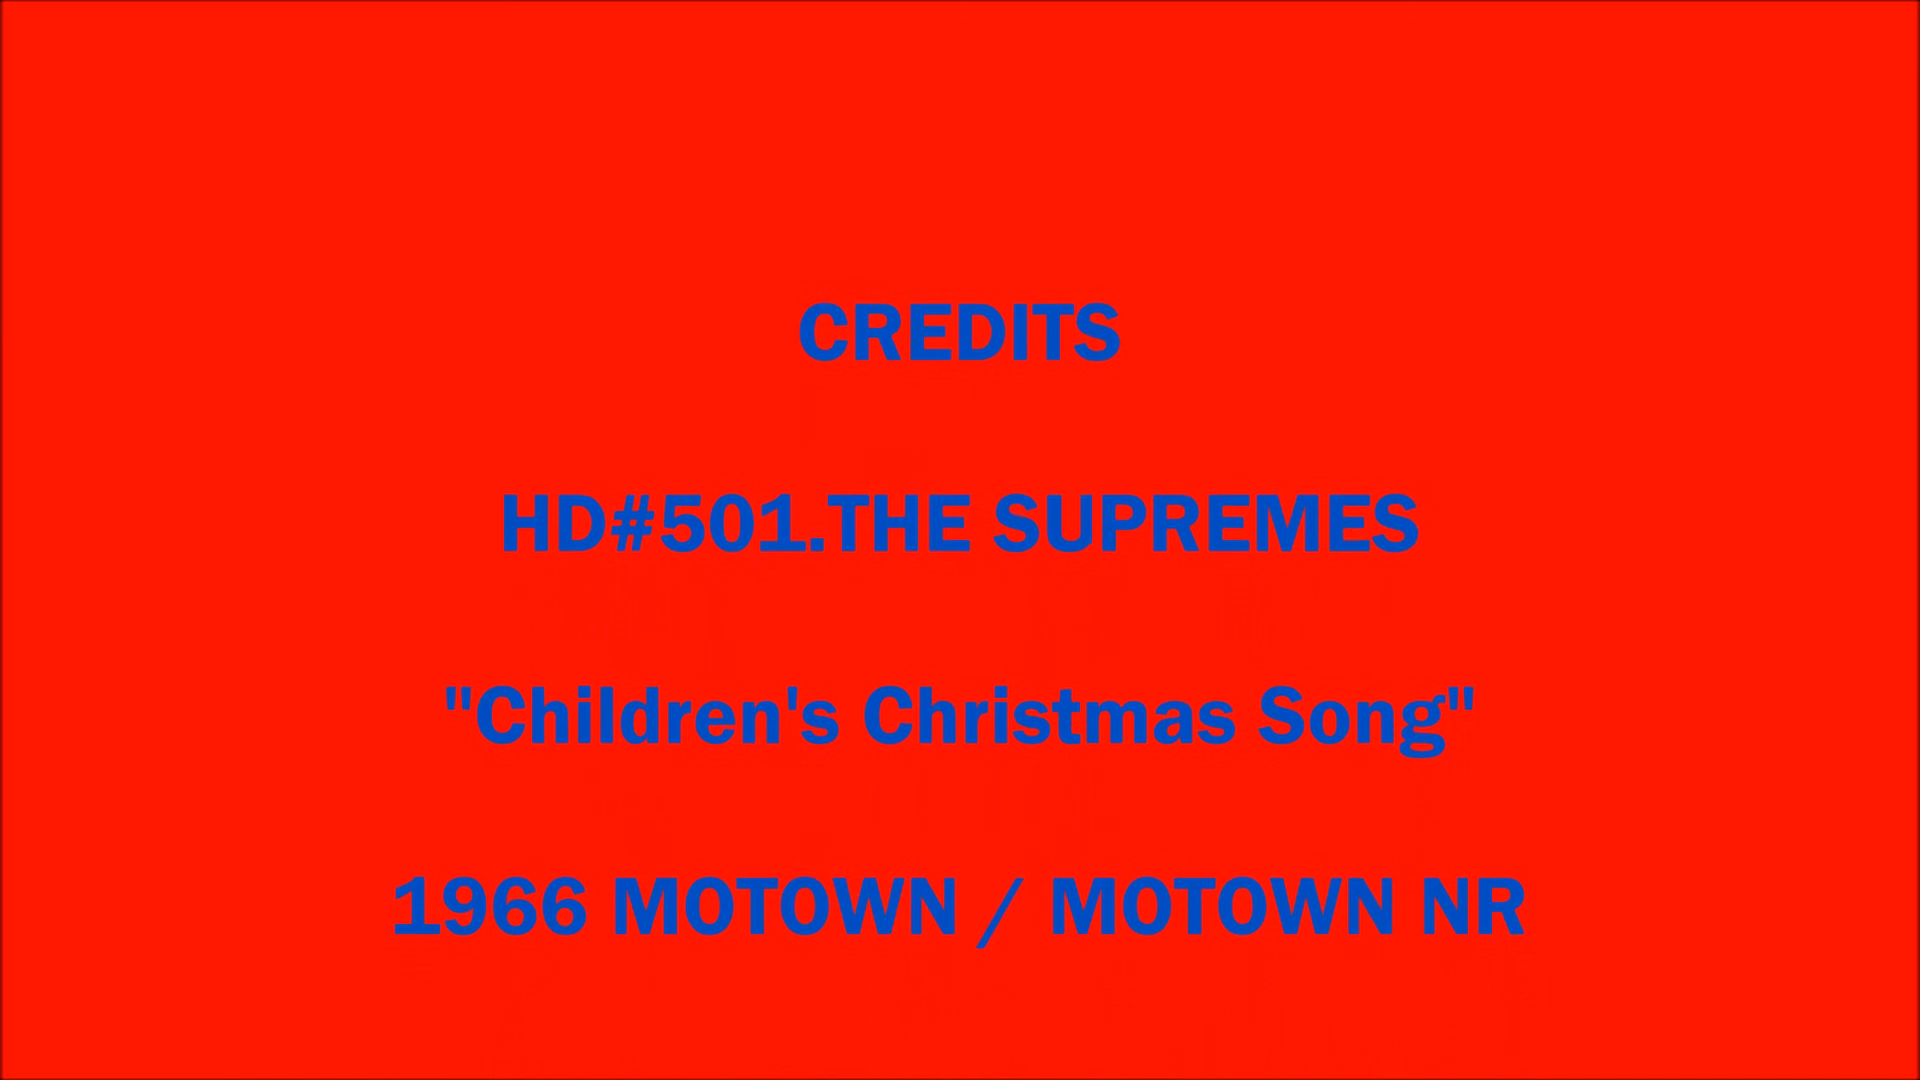 CREDITS
HD#501.THE SUPREMES
"Children's Christmas Song"
1966 MOTOWN / MOTOWN NR